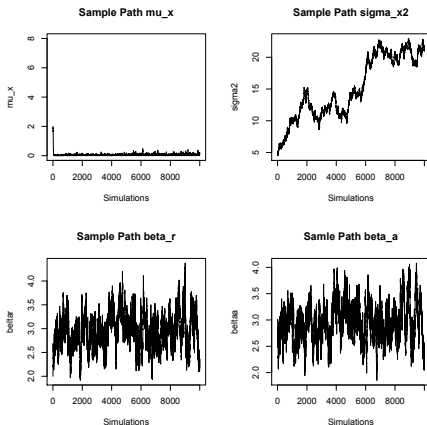 Sample Path mu_x
mu_x
0 2 4 6 8
0 2000 4000 6000 8000
Simulations
Sample Path sigma_x2
sigma2
5 10 15 20
0 2000 4000 6000 8000
Simulations
Sample Path beta_r
beltar
2.0 2.5 3.0 3.5 4.0
0 2000 4000 6000 8000
Simulations
Samle Path beta_a
beltaa
2.0 2.5 3.0 3.5 4.0
0 2000 4000 6000 8000
Simulations